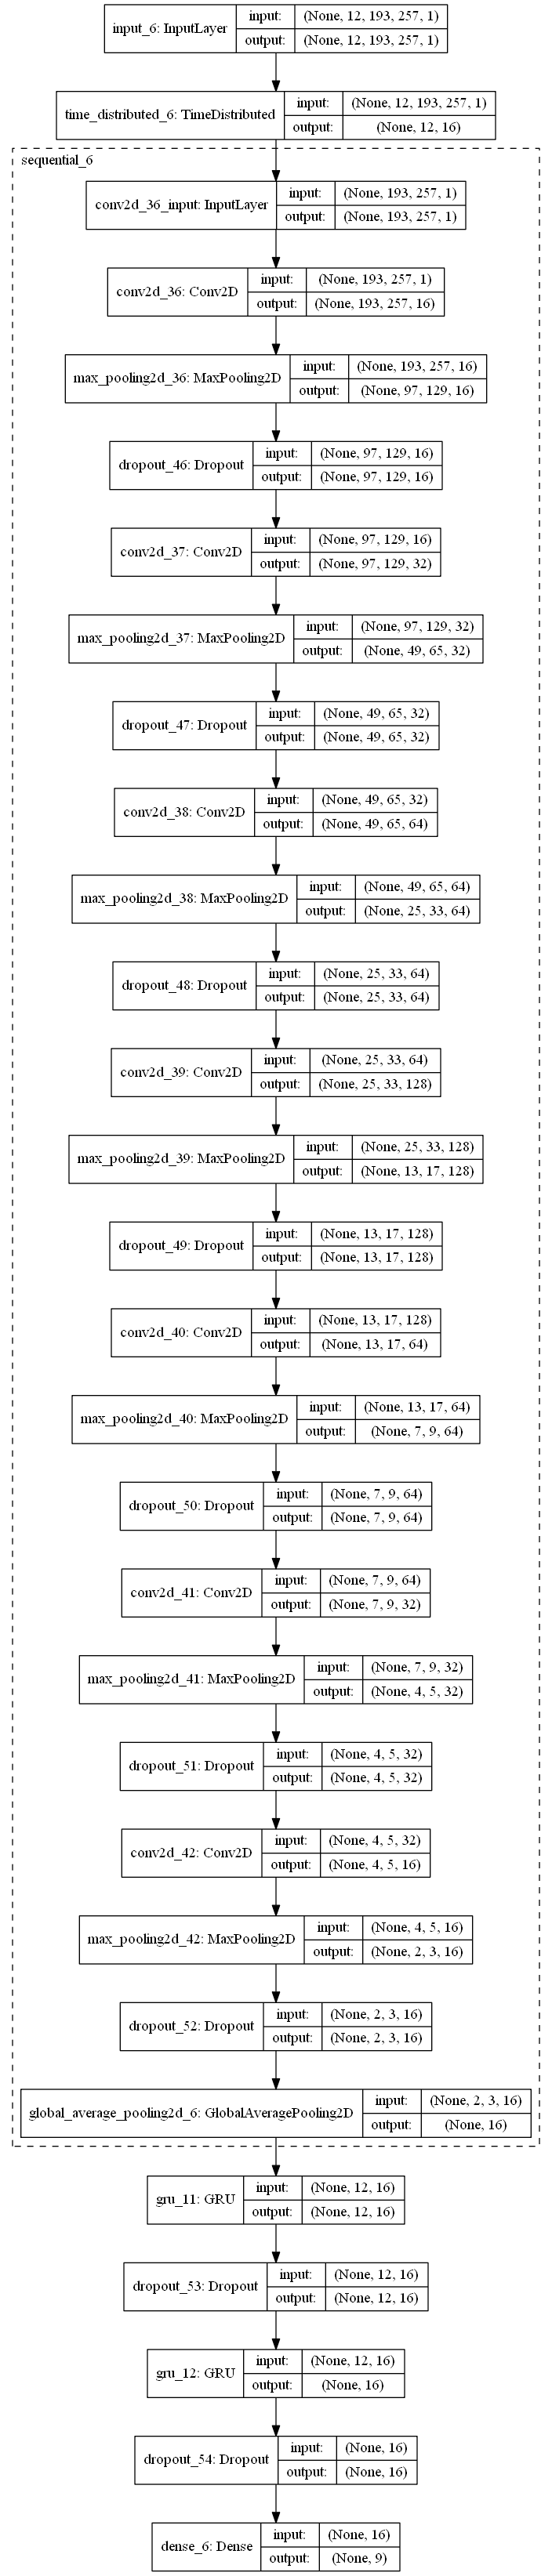 input_6: InputLayer input: (None, 12, 193, 257, 1)
output: (None, 12, 193, 257, 1)
time_distributed_6: TimeDistributed input: (None, 12, 193, 257, 1)
output: (None, 12, 16)
sequential_6
conv2d_36_input: InputLayer input: (None, 193, 257, 1)
output: (None, 193, 257, 1)
conv2d_36: Conv2D input: (None, 193, 257, 1)
output: (None, 193, 257, 16)
max_pooling2d_36: MaxPooling2D input: (None, 193, 257, 16)
output: (None, 97, 129, 16)
dropout_46: Dropout input: (None, 97, 129, 16)
output: (None, 97, 129, 16)
conv2d_37: Conv2D input: (None, 97, 129, 16)
output: (None, 97, 129, 32)
max_pooling2d_37: MaxPooling2D input: (None, 97, 129, 32)
output: (None, 49, 65, 32)
dropout_47: Dropout input: (None, 49, 65, 32)
output: (None, 49, 65, 32)
conv2d_38: Conv2D input: (None, 49, 65, 32)
output: (None, 49, 65, 64)
max_pooling2d_38: MaxPooling2D input: (None, 49, 65, 64)
output: (None, 25, 33, 64)
dropout_48: Dropout input: (None, 25, 33, 64)
output: (None, 25, 33, 64)
conv2d_39: Conv2D input: (None, 25, 33, 64)
output: (None, 25, 33, 128)
max_pooling2d_39: MaxPooling2D input: (None, 25, 33, 128)
output: (None, 13, 17, 128)
dropout_49: Dropout input: (None, 13, 17, 128)
output: (None, 13, 17, 128)
conv2d_40: Conv2D input: (None, 13, 17, 128)
output: (None, 13, 17, 64)
max_pooling2d_40: MaxPooling2D input: (None, 13, 17, 64)
output: (None, 7, 9, 64)
dropout_50: Dropout input: (None, 7, 9, 64)
output: (None, 7, 9, 64)
conv2d_41: Conv2D input: (None, 7, 9, 64)
output: (None, 7, 9, 32)
max_pooling2d_41: MaxPooling2D input: (None, 7, 9, 32)
output: (None, 4, 5, 32)
dropout_51: Dropout input: (None, 4, 5, 32)
output: (None, 4, 5, 32)
conv2d_42: Conv2D input: (None, 4, 5, 32)
output: (None, 4, 5, 16)
max_pooling2d_42: MaxPooling2D input: (None, 4, 5, 16)
output: (None, 2, 3, 16)
dropout_52: Dropout input: (None, 2, 3, 16)
output: (None, 2, 3, 16)
global_average_pooling2d_6: GlobalAveragePooling2D input: (None, 2, 3, 16)
output: (None, 16)
gru_11: GRU input: (None, 12, 16)
output: (None, 12, 16)
dropout_53: Dropout input: (None, 12, 16)
output: (None, 12, 16)
gru_12: GRU input: (None, 12, 16)
output: (None, 16)
dropout_54: Dropout input: (None, 16)
output: (None, 16)
dense_6: Dense input: (None, 16)
output: (None, 9)